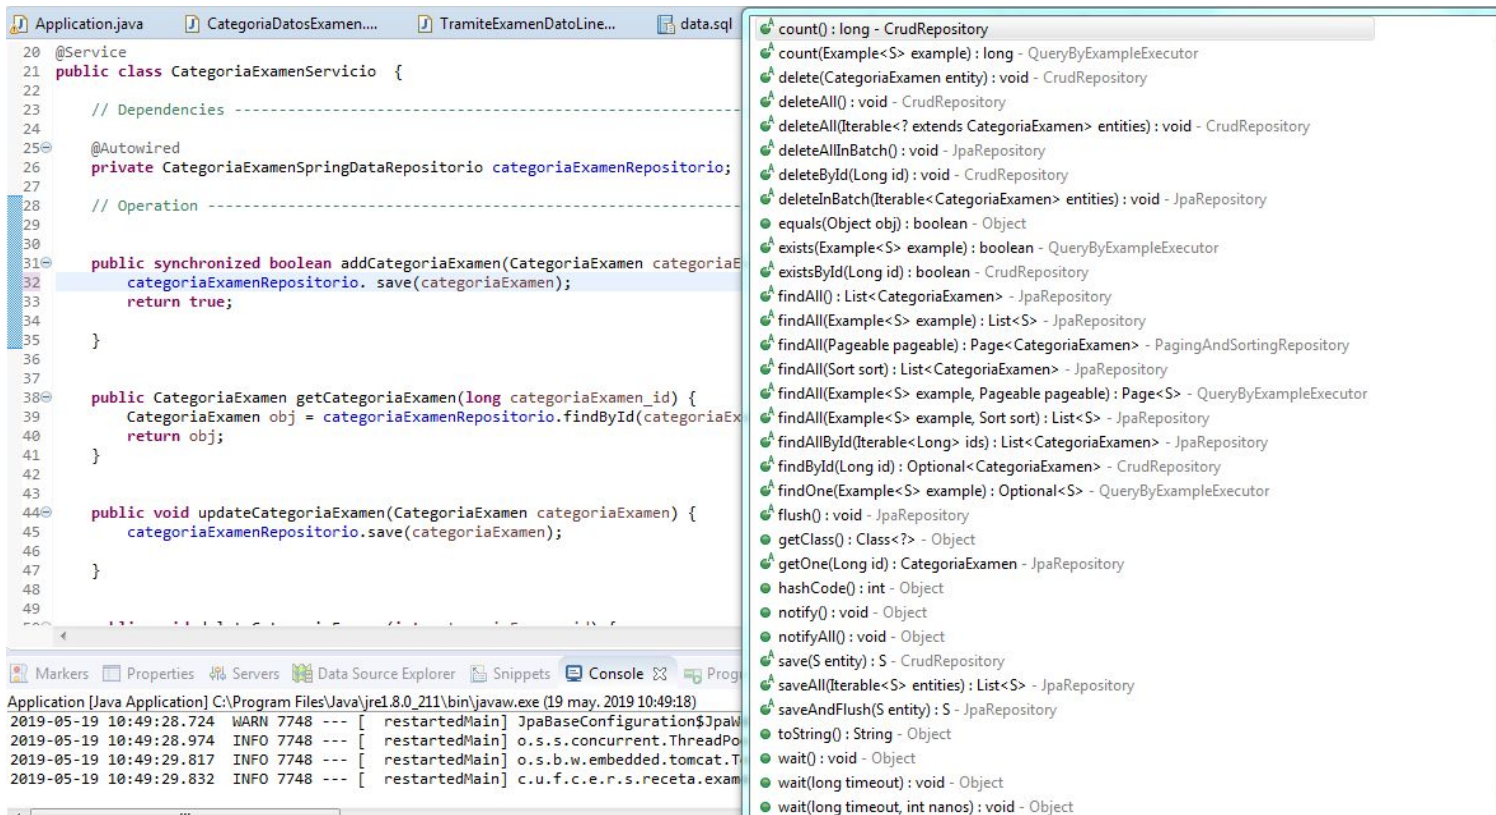 Application.java
CategoriaDatosExamen....
TramiteExamenDatoLine...
data.sql
20 @Service
21 public class CategoriaExamenServicio {
22
23 // Dependencies ---------------------------------------------------------
24
25 @Autowired
26 private CategoriaExamenSpringDataRepositorio categoriaExamenRepositorio;
27
28 // Operation ------------------------------------------------------------
29
30
31 public synchronized boolean addCategoriaExamen(CategoriaExamen categoriaE
32 categoriaExamenRepositorio. save(categoriaExamen);
33 return true;
34
35 }
36
37
38 public CategoriaExamen getCategoriaExamen(long categoriaExamen_id) {
39 CategoriaExamen obj = categoriaExamenRepositorio.findById(categoriaEx
40 return obj;
41 }
42
43
44 public void updateCategoriaExamen(CategoriaExamen categoriaExamen) {
45 categoriaExamenRepositorio.save(categoriaExamen);
46
47 }
48
49
Markers Properties Servers Data Source Explorer Snippets Console Progr
Application [Java Application] C:\Program Files\Java\jre1.8.0_211\bin\javaw.exe (19 may. 2019 10:49:18)
2019-05-19 10:49:28.724 WARN 7748 --- [ restartedMain] JpaBaseConfiguration$JpaW
2019-05-19 10:49:28.974 INFO 7748 --- [ restartedMain] o.s.s.concurrent.ThreadPo
2019-05-19 10:49:29.817 INFO 7748 --- [ restartedMain] o.s.b.w.embedded.tomcat.T
2019-05-19 10:49:29.832 INFO 7748 --- [ restartedMain] c.u.f.c.e.r.s.receta.exam
count() : long - CrudRepository
count(Example<S> example) : long - QueryByExampleExecutor
delete(CategoriaExamen entity) : void - CrudRepository
deleteAll() : void - CrudRepository
deleteAll(Iterable<? extends CategoriaExamen> entities) : void - CrudRepository
deleteAllInBatch() : void - JpaRepository
deleteById(Long id) : void - CrudRepository
deleteInBatch(Iterable<CategoriaExamen> entities) : void - JpaRepository
equals(Object obj) : boolean - Object
exists(Example<S> example) : boolean - QueryByExampleExecutor
existsById(Long id) : boolean - CrudRepository
findAll() : List<CategoriaExamen> - JpaRepository
findAll(Example<S> example) : List<S> - JpaRepository
findAll(Pageable pageable) : Page<CategoriaExamen> - PagingAndSortingRepository
findAll(Sort sort) : List<CategoriaExamen> - JpaRepository
findAll(Example<S> example, Pageable pageable) : Page<S> - QueryByExampleExecutor
findAll(Example<S> example, Sort sort) : List<S> - JpaRepository
findAllById(Iterable<Long> ids) : List<CategoriaExamen> - JpaRepository
findById(Long id) : Optional<CategoriaExamen> - CrudRepository
findOne(Example<S> example) : Optional<S> - QueryByExampleExecutor
flush() : void - JpaRepository
getClass() : Class<?> - Object
getOne(Long id) : CategoriaExamen - JpaRepository
hashCode() : int - Object
notify() : void - Object
notifyAll() : void - Object
save(S entity) : S - CrudRepository
saveAll(Iterable<S> entities) : List<S> - JpaRepository
saveAndFlush(S entity) : S - JpaRepository
toString() : String - Object
wait() : void - Object
wait(long timeout) : void - Object
wait(long timeout, int nanos) : void - Object